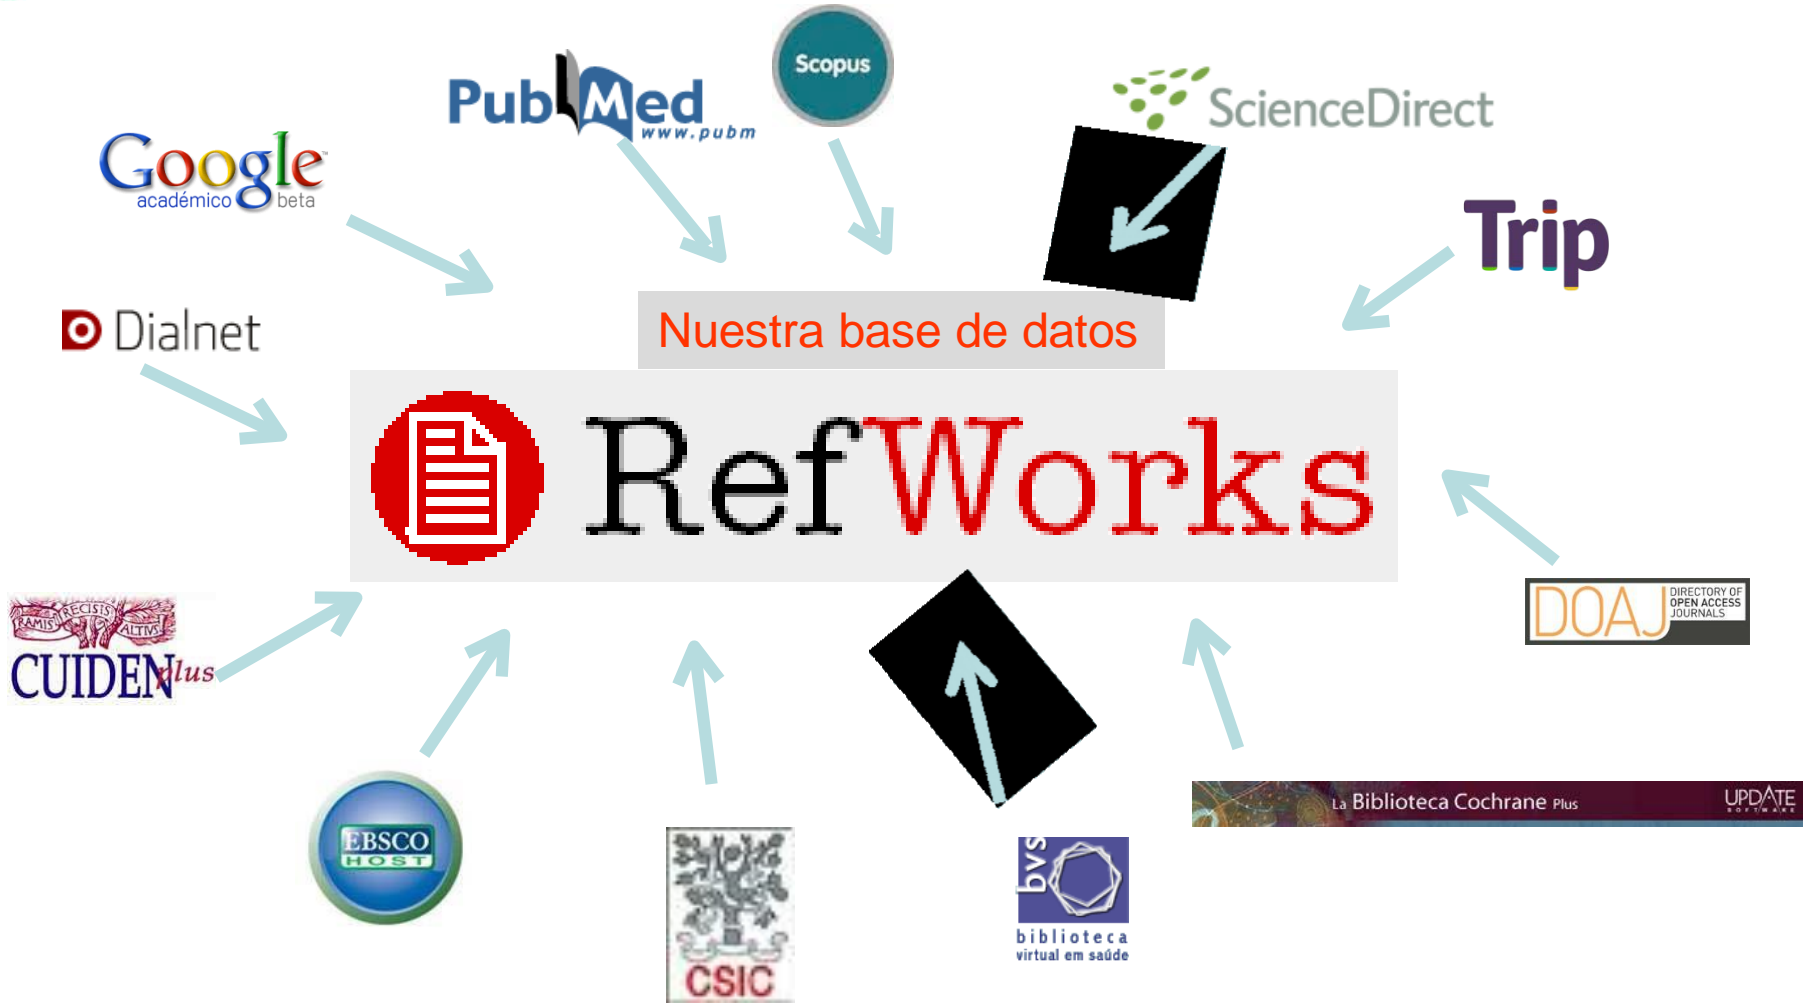 Scopus
PubMed
www.pubm
ScienceDirect
Google
académico beta
Trip
Dialnet
Nuestra base de datos
RefWorks
RAMIS RECISIS ALTIVS
CUIDEN plus
DOAJ
DIRECTORY OF
OPEN ACCESS
JOURNALS
La Biblioteca Cochrane Plus
UPDATE
SOFTWARE
EBSCO
HOST
CSIC
bvs
biblioteca
virtual em saúde